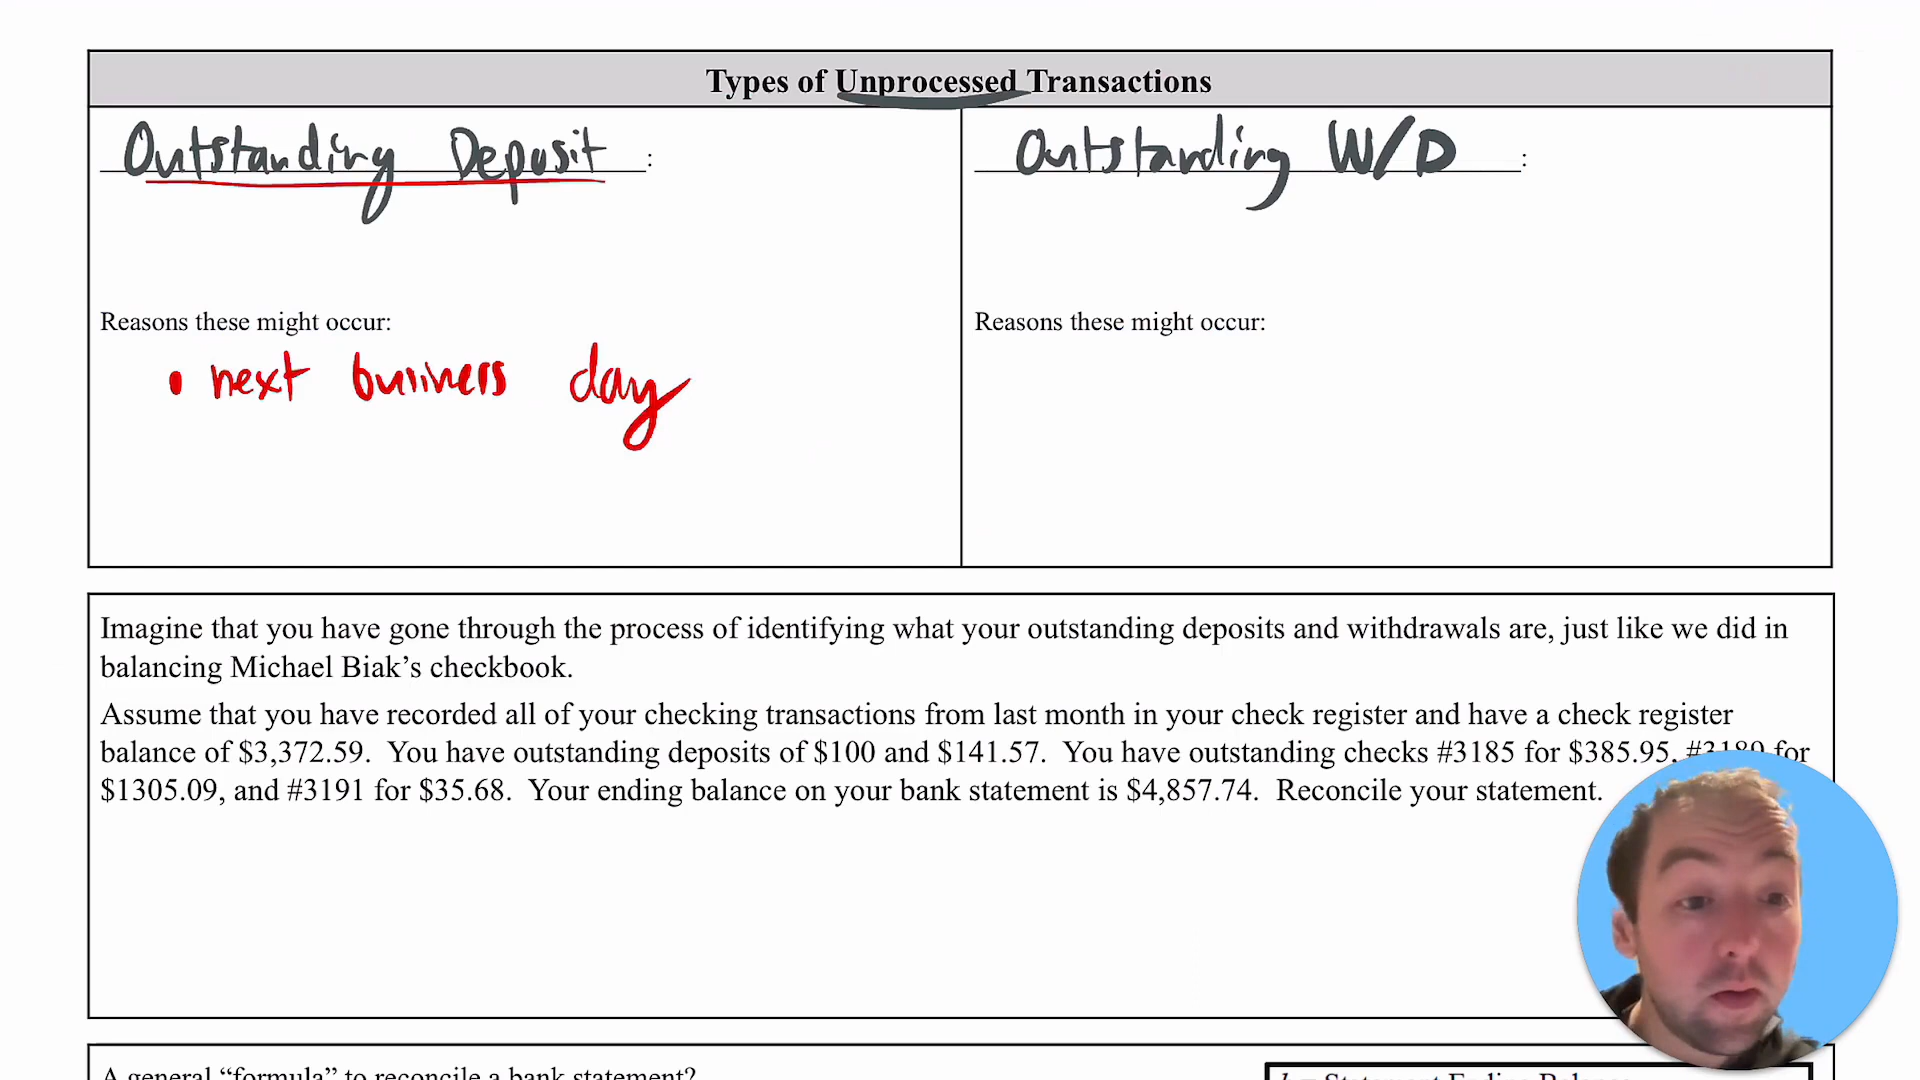 Types of Unprocessed Transactions
Outstanding Deposit :
Outstanding W/D :
Reasons these might occur:
• next business day
Reasons these might occur:
Imagine that you have gone through the process of identifying what your outstanding deposits and withdrawals are, just like we did in
balancing Michael Biak’s checkbook.
Assume that you have recorded all of your checking transactions from last month in your check register and have a check register
balance of $3,372.59. You have outstanding deposits of $100 and $141.57. You have outstanding checks #3185 for $385.95, #3189 for
$1305.09, and #3191 for $35.68. Your ending balance on your bank statement is $4,857.74. Reconcile your statement.
A general “formula” to reconcile a bank statement?
b = Statement Ending Balance